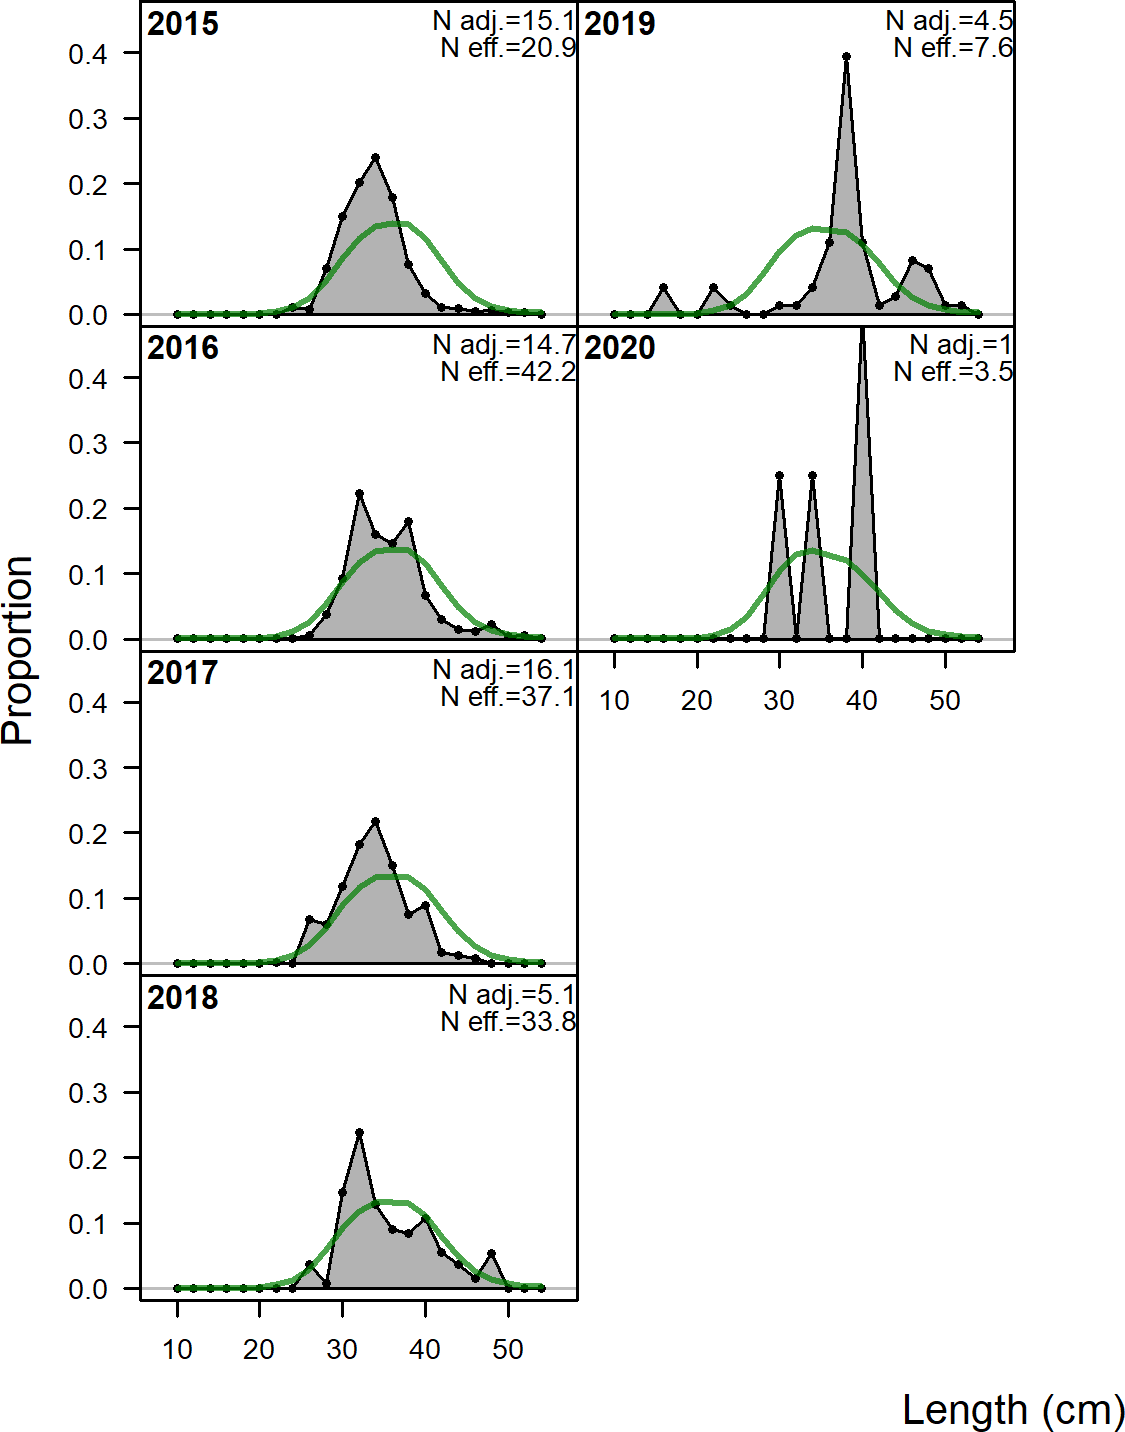 Proportion
2015
N adj.=15.1
N eff.=20.9
0.4
0.3
0.2
0.1
0.0
2016
N adj.=14.7
N eff.=42.2
0.4
0.3
0.2
0.1
0.0
2017
N adj.=16.1
N eff.=37.1
0.4
0.3
0.2
0.1
0.0
2018
N adj.=5.1
N eff.=33.8
0.4
0.3
0.2
0.1
0.0
10 20 30 40 50
2019
N adj.=4.5
N eff.=7.6
2020
N adj.=1
N eff.=3.5
10 20 30 40 50
Length (cm)